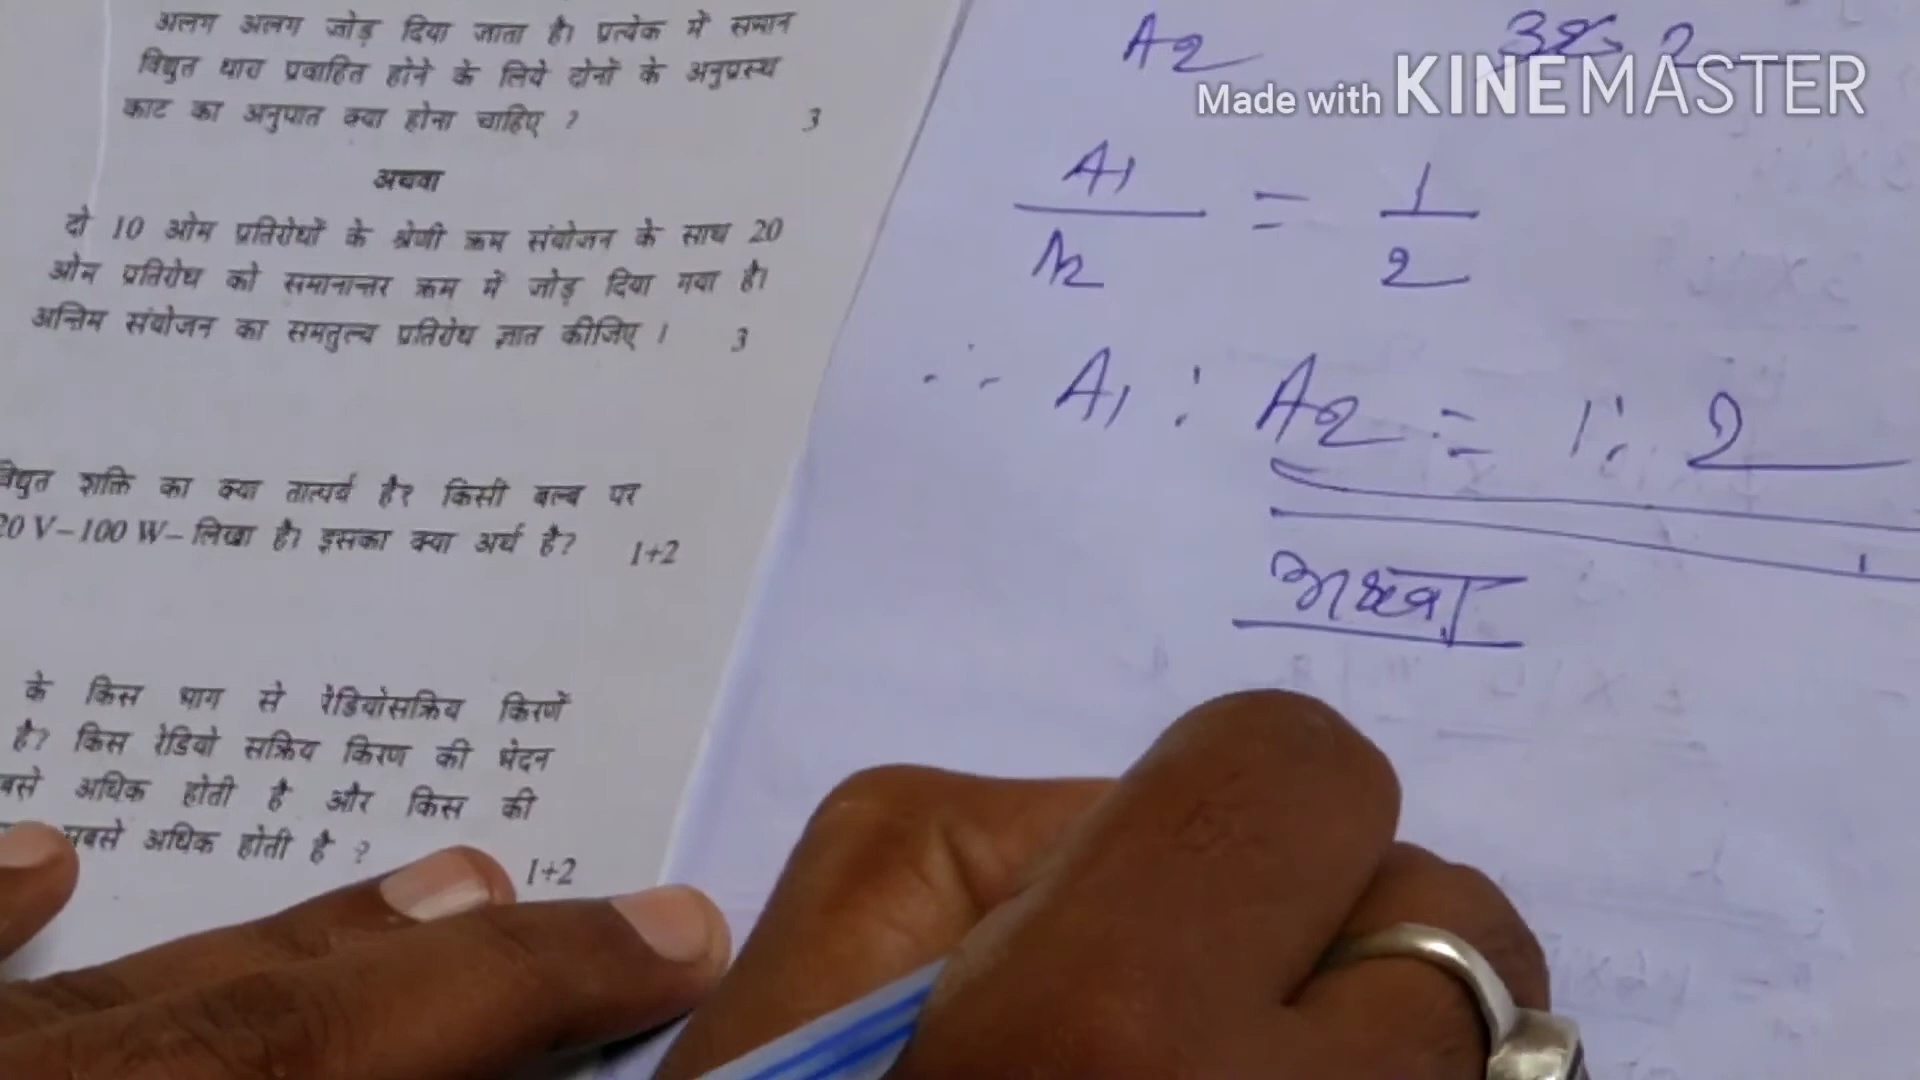 अलग अलग जोड़ दिया जाता है। प्रत्येक में समान
विद्युत धारा प्रवाहित होने के लिये दोनों के अनुप्रस्थ
काट का अनुपात क्या होना चाहिए ? 3
अथवा
दो 10 ओम प्रतिरोधों के श्रेणी क्रम संयोजन के साथ 20
ओम प्रतिरोध को समानान्तर क्रम में जोड़ दिया गया है।
अन्तिम संयोजन का समतुल्य प्रतिरोध ज्ञात कीजिए । 3
विद्युत शक्ति का क्या तात्पर्य है? किसी बल्ब पर
20 V-100 W- लिखा है। इसका क्या अर्थ है? 1+2
के किस भाग से रेडियोसक्रिय किरणें
है? किस रेडियो सक्रिय किरण की भेदन
बसे अधिक होती है और किस की
सबसे अधिक होती है ? 1+2
A2 2
Made with KINEMASTER
A1
A2
= 1
2
∴ A1 : A2 = 1 : 2
अथवा